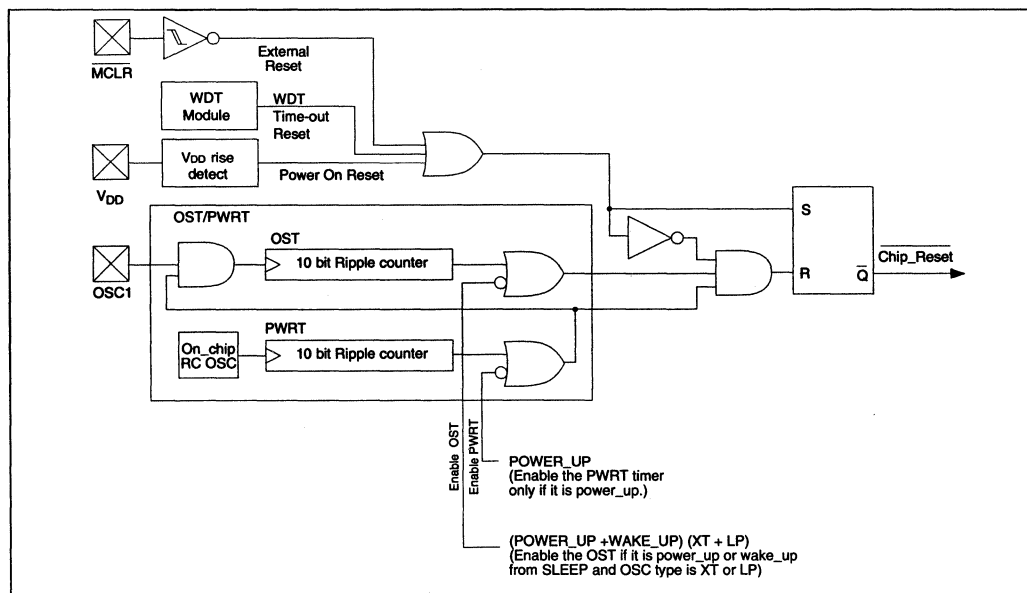 External
Reset
MCLR
WDT
Module
WDT
Time-out
Reset
VDD rise
detect
Power On Reset
VDD
OST/PWRT
OST
10 bit Ripple counter
OSC1
PWRT
On_chip
RC OSC
10 bit Ripple counter
S
R
Q
Chip_Reset
Enable OST
Enable PWRT
POWER_UP
(Enable the PWRT timer
only if it is power_up.)
(POWER_UP +WAKE_UP) (XT + LP)
(Enable the OST if it is power_up or wake_up
from SLEEP and OSC type is XT or LP)